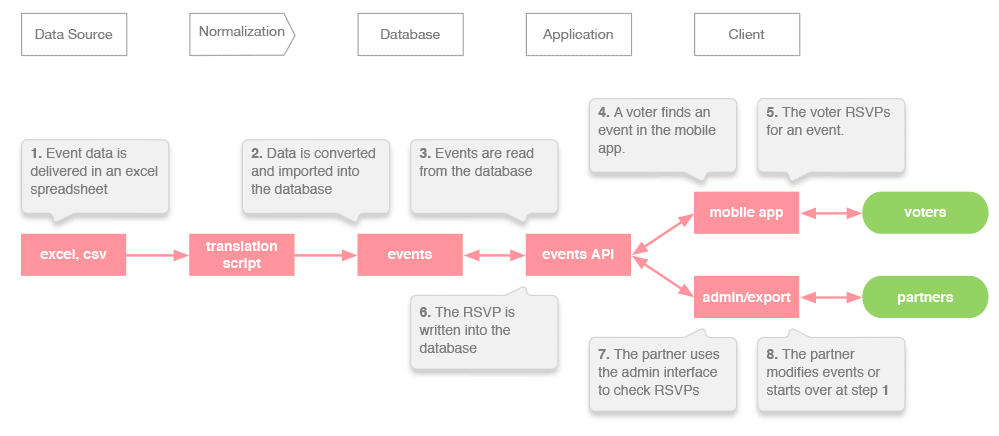 Data Source
Normalization
Database
Application
Client
1. Event data is
delivered in an excel
spreadsheet
2. Data is converted
and imported into
the database
3. Events are read
from the database
4. A voter finds an
event in the mobile
app.
5. The voter RSVPs
for an event.
excel, csv
translation
script
events
events API
mobile app
voters
admin/export
partners
6. The RSVP is
written into the
database
7. The partner uses
the admin interface
to check RSVPs
8. The partner
modifies events or
starts over at step 1